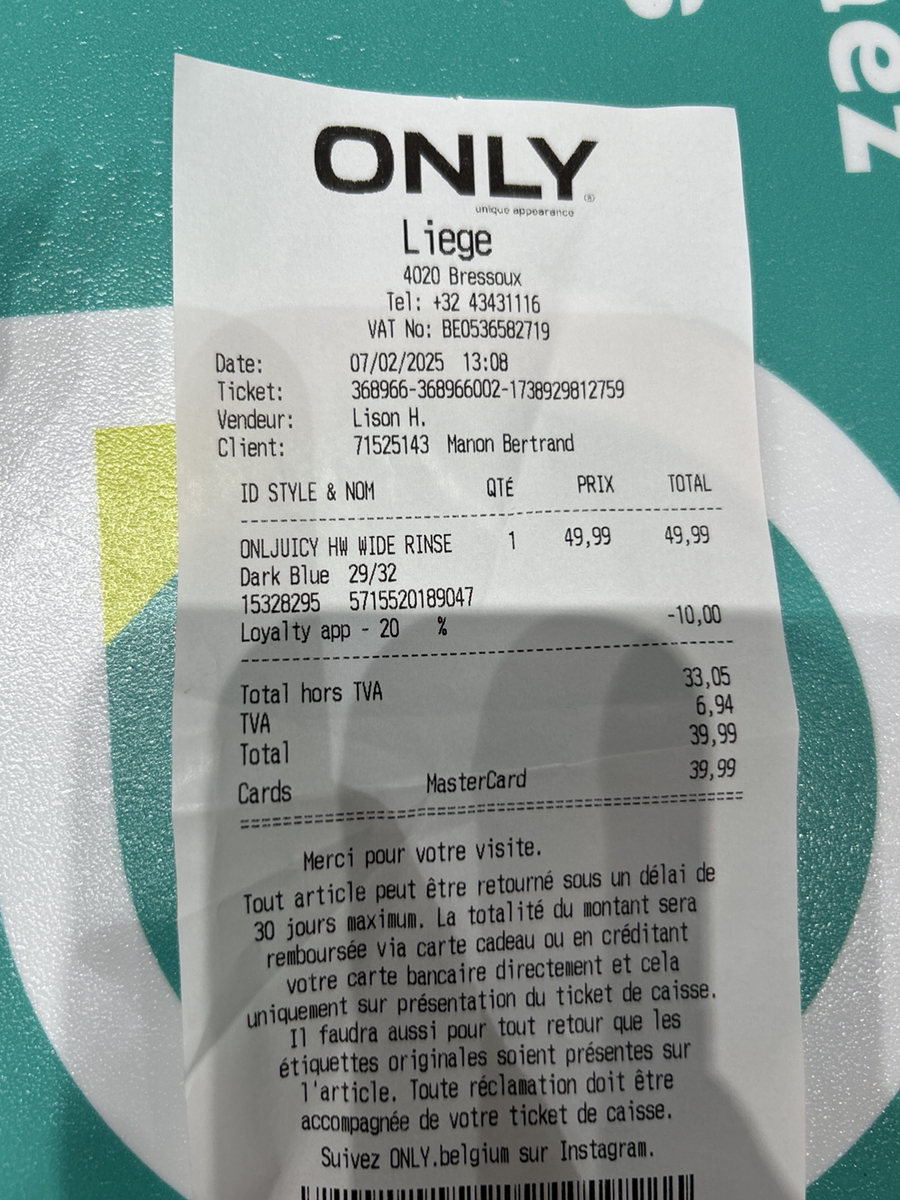 ONLY®
unique appearance
Liege
4020 Bressoux
Tel: +32 43431116
VAT No: BE0536582719
Date: 07/02/2025 13:08
Ticket: 368966-368966002-1738929812759
Vendeur: Lison H.
Client: 71525143 Manon Bertrand
ID STYLE & NOM QTÉ PRIX TOTAL
ONLJUICY HW WIDE RINSE 1 49,99 49,99
Dark Blue 29/32
15328295 5715520189047
Loyalty app - 20 % -10,00
Total hors TVA 33,05
TVA 6,94
Total 39,99
Cards MasterCard 39,99
Merci pour votre visite.
Tout article peut être retourné sous un délai de
30 jours maximum. La totalité du montant sera
remboursée via carte cadeau ou en créditant
votre carte bancaire directement et cela
uniquement sur présentation du ticket de caisse.
Il faudra aussi pour tout retour que les
étiquettes originales soient présentes sur
l'article. Toute réclamation doit être
accompagnée de votre ticket de caisse.
Suivez ONLY.belgium sur Instagram.